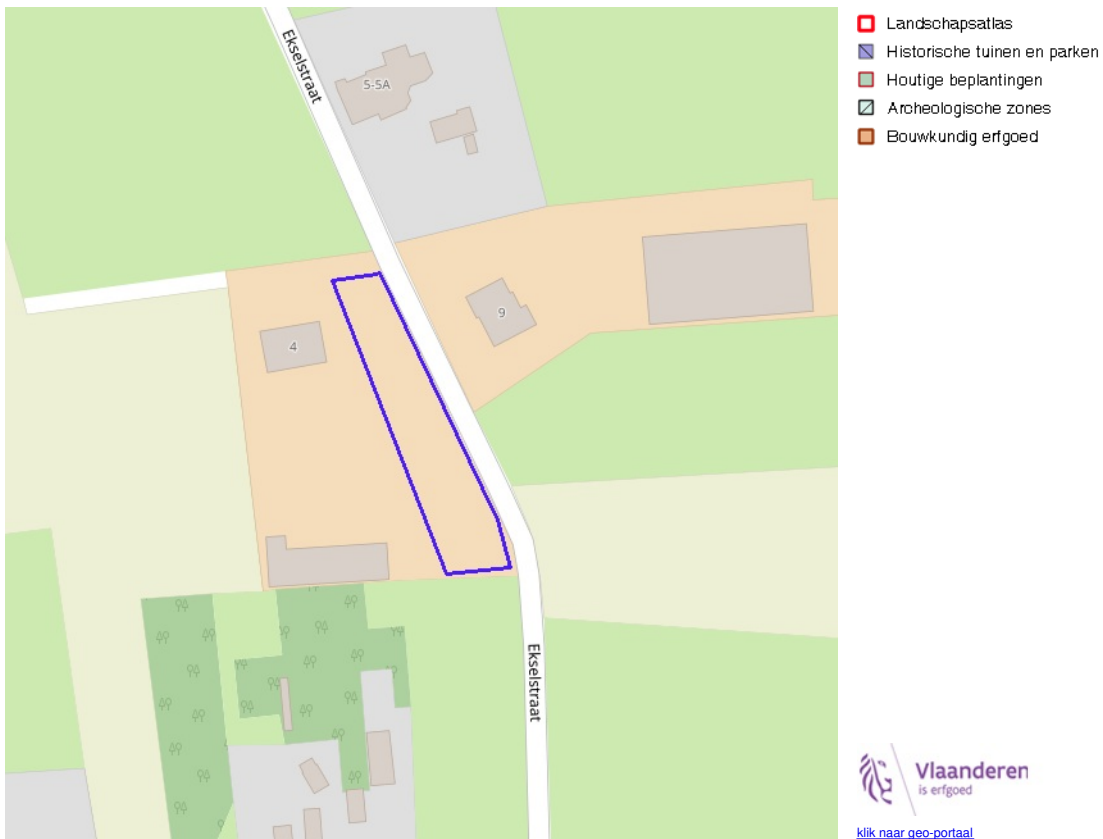 Ekselstraat
5-5A
9
4
Ekselstraat
Landschapsatlas
Historische tuinen en parken
Houtige beplantingen
Archeologische zones
Bouwkundig erfgoed
Vlaanderen
is erfgoed
klik naar geo-portaal